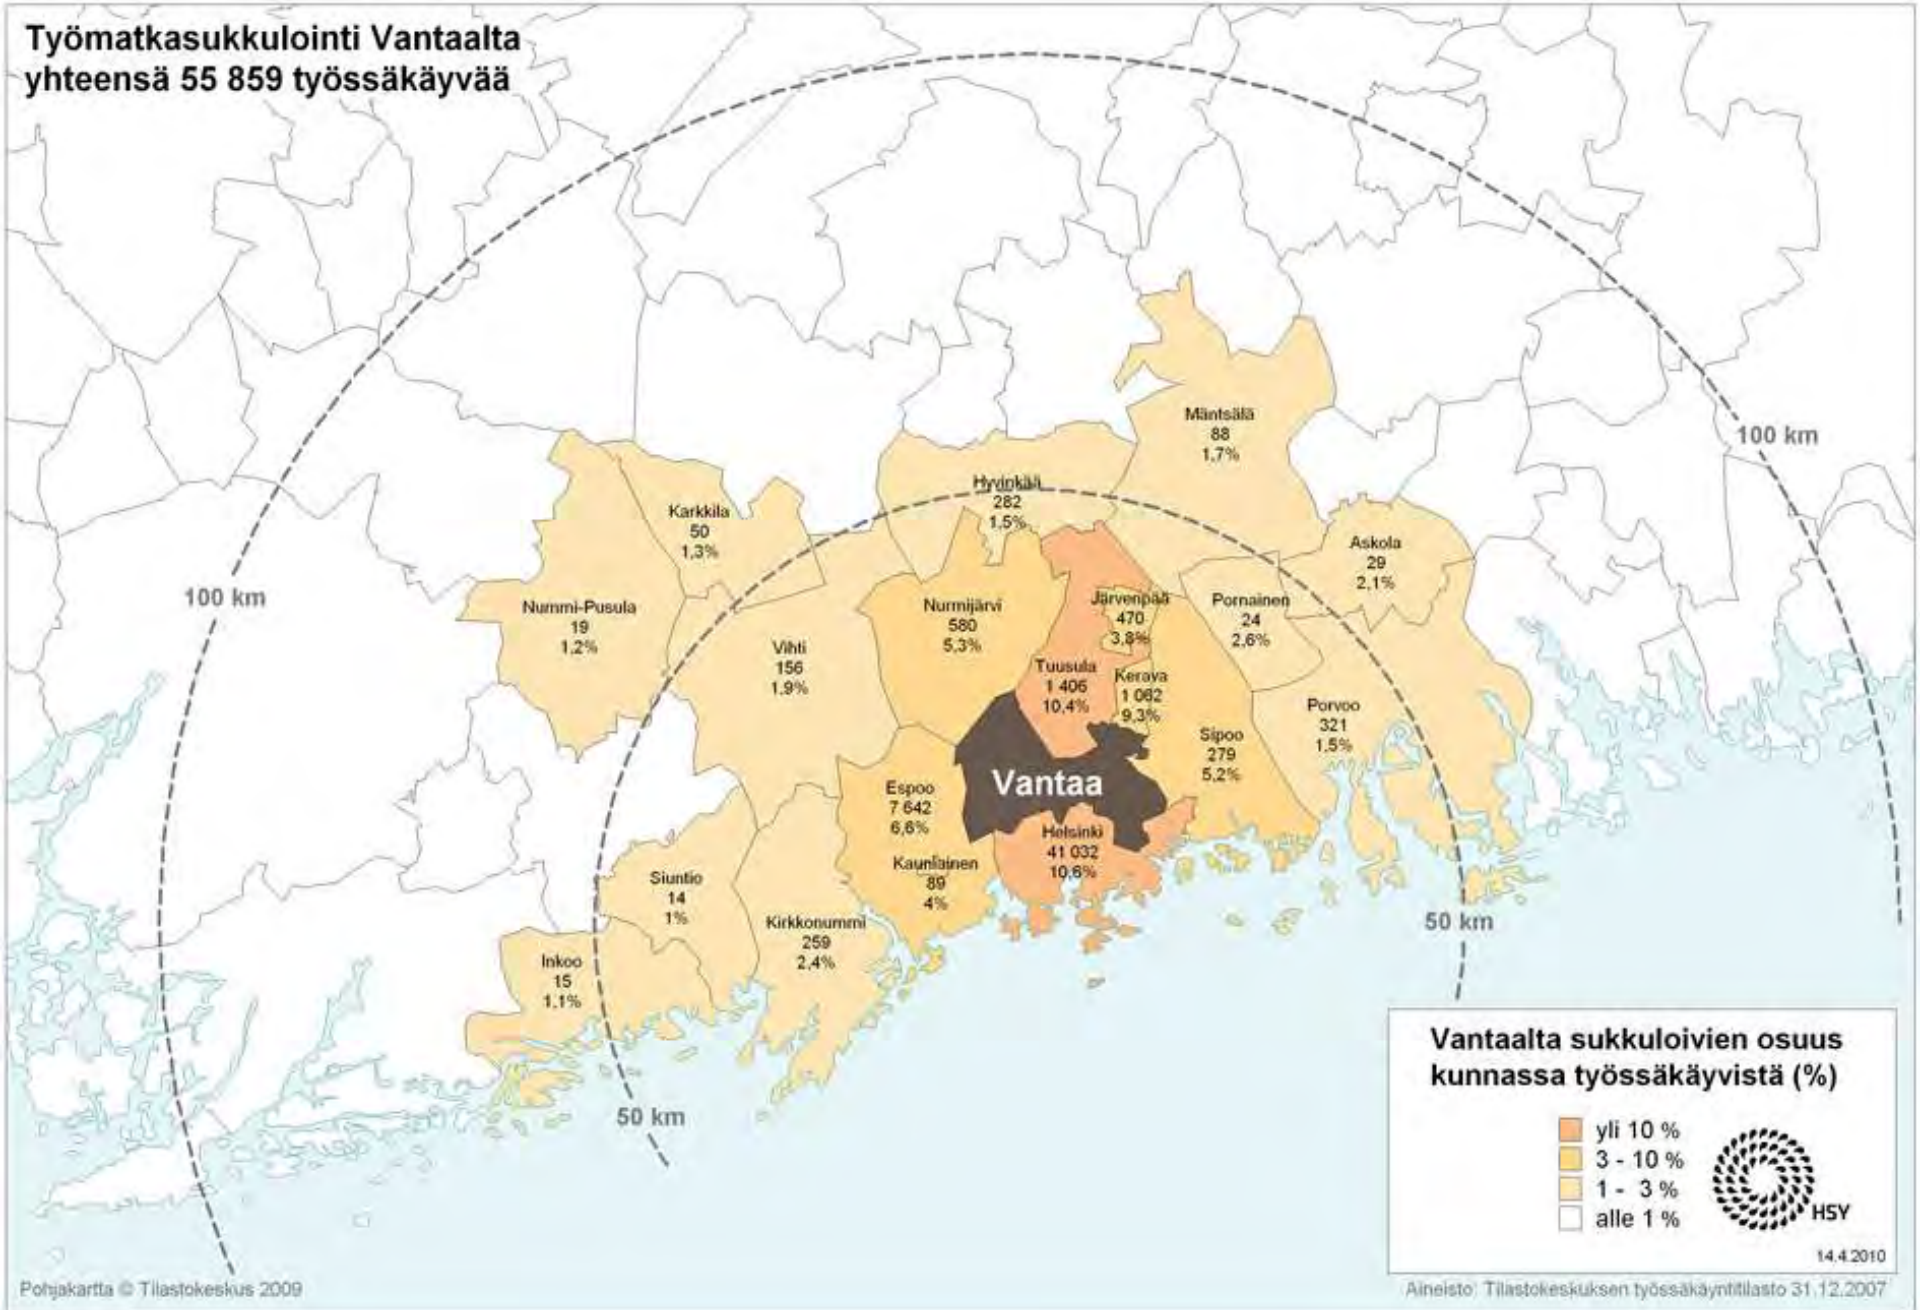 Työmatkasukkulointi Vantaalta
yhteensä 55 859 työssäkäyvää
100 km
Mäntsälä
88
1,7%
Hyvinkää
282
1,5%
Karkkila
50
1,3%
Askola
29
2,1%
100 km
Nummi-Pusula
19
1,2%
Nurmijärvi
580
5,3%
Järvenpää
470
3,8%
Pornainen
24
2,6%
Vihti
156
1,9%
Tuusula
1 406
10,4%
Kerava
1 062
9,3%
Porvoo
321
1,5%
Sipoo
279
5,2%
Vantaa
Espoo
7 642
6,6%
Helsinki
41 032
10,6%
Kauniainen
89
4%
Siuntio
14
1%
Kirkkonummi
259
2,4%
50 km
Inkoo
15
1,1%
50 km
Vantaalta sukkuloivien osuus
kunnassa työssäkäyvistä (%)
yli 10 %
3 - 10 %
1 - 3 %
alle 1 %
HSY
14.4.2010
Pohjakartta © Tilastokeskus 2009
Aineisto: Tilastokeskuksen työssäkäyntitilasto 31.12.2007